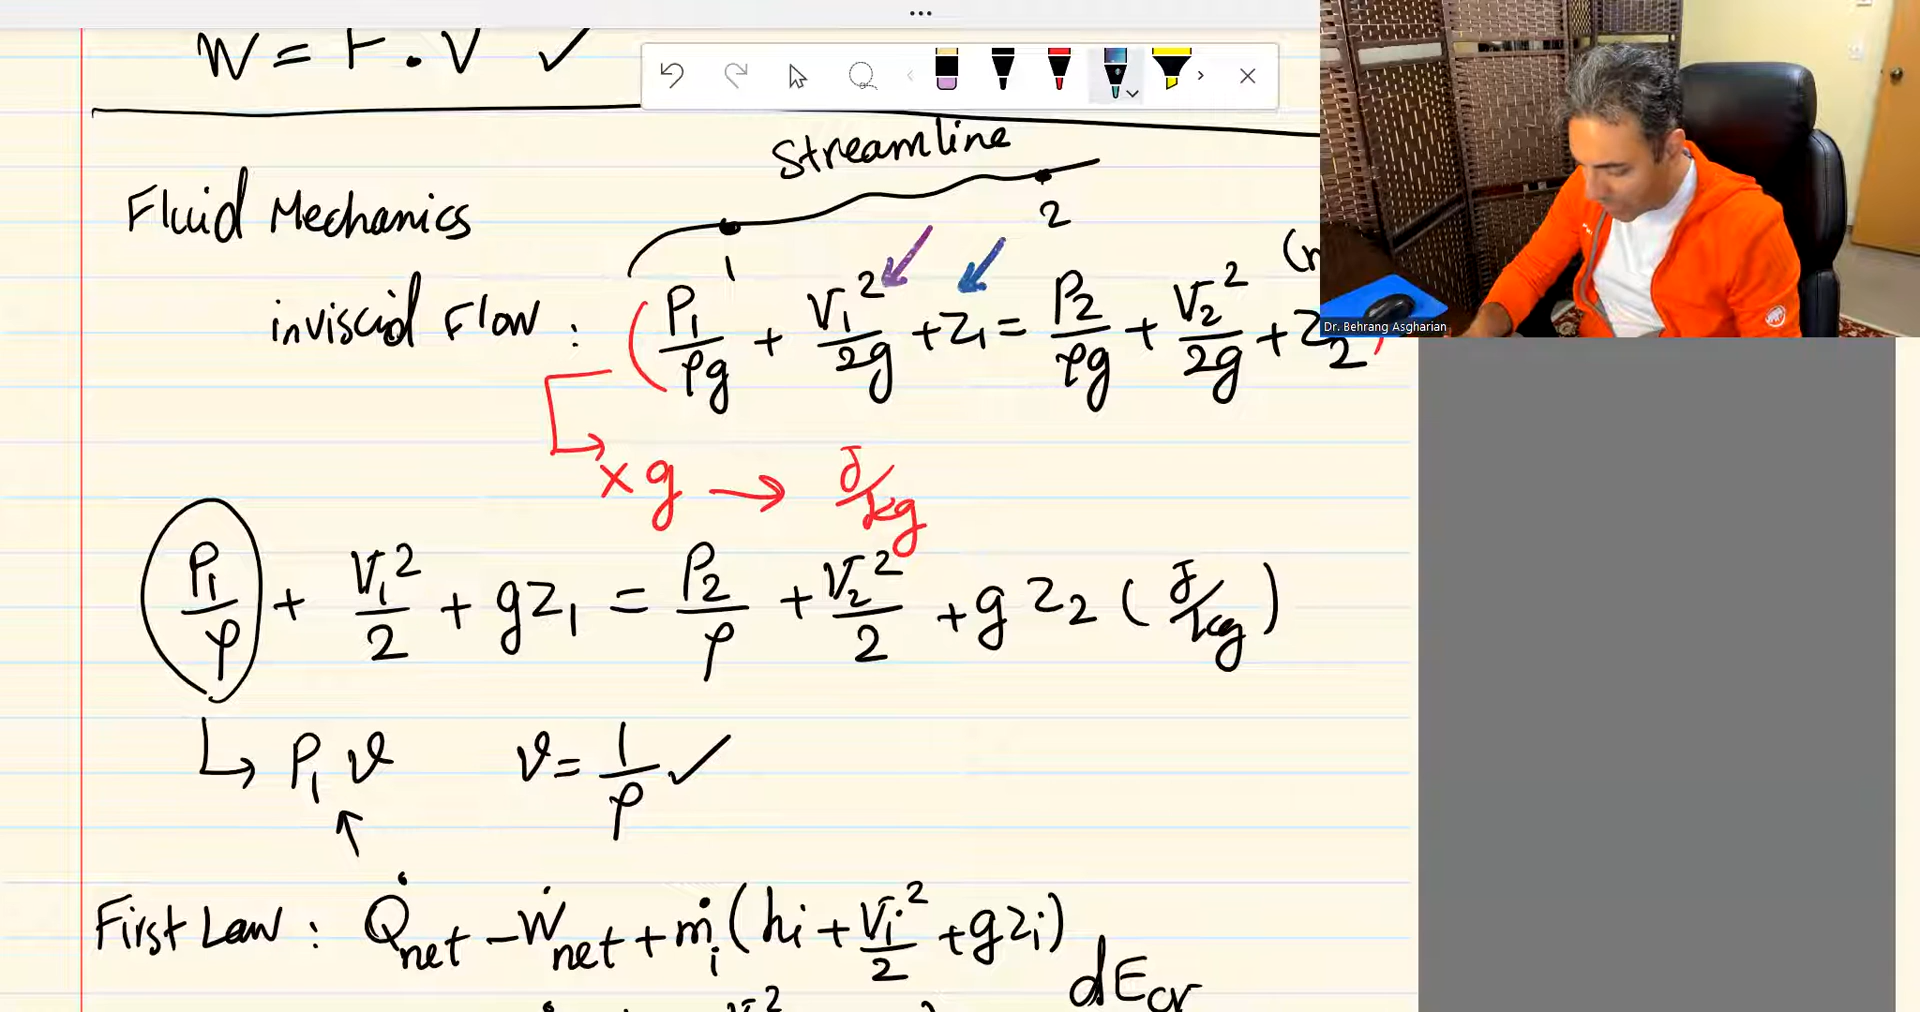 Ẇ = F · V ✓
Streamline
Fluid Mechanics
1 2
inviscid Flow : (P₁/ρg + V₁²/2g + z₁ = P₂/ρg + V₂²/2g + z₂)
Dr. Behrang Asgharian
× g → J/kg
P₁/ρ + V₁²/2 + gz₁ = P₂/ρ + V₂²/2 + gz₂ (J/kg)
↳ P₁v v = 1/ρ ✓
First Law : Q̇net − Ẇnet + ṁi (hi + Vi²/2 + gzi)
dEcv